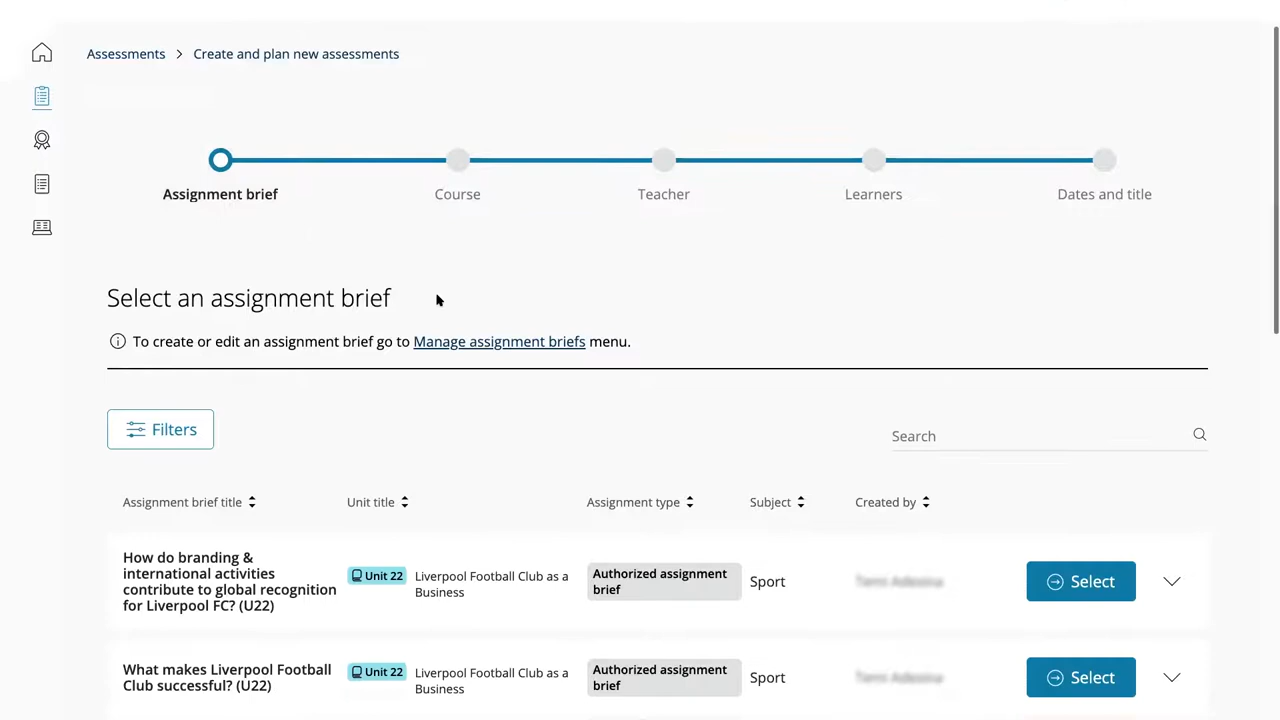 Assessments > Create and plan new assessments
Assignment brief
Course
Teacher
Learners
Dates and title
Select an assignment brief
To create or edit an assignment brief go to Manage assignment briefs menu.
Filters
Search
Assignment brief title
Unit title
Assignment type
Subject
Created by
How do branding &
international activities
contribute to global recognition
for Liverpool FC? (U22)
Unit 22
Liverpool Football Club as a
Business
Authorized assignment
brief
Sport
Select
What makes Liverpool Football
Club successful? (U22)
Unit 22
Liverpool Football Club as a
Business
Authorized assignment
brief
Sport
Select